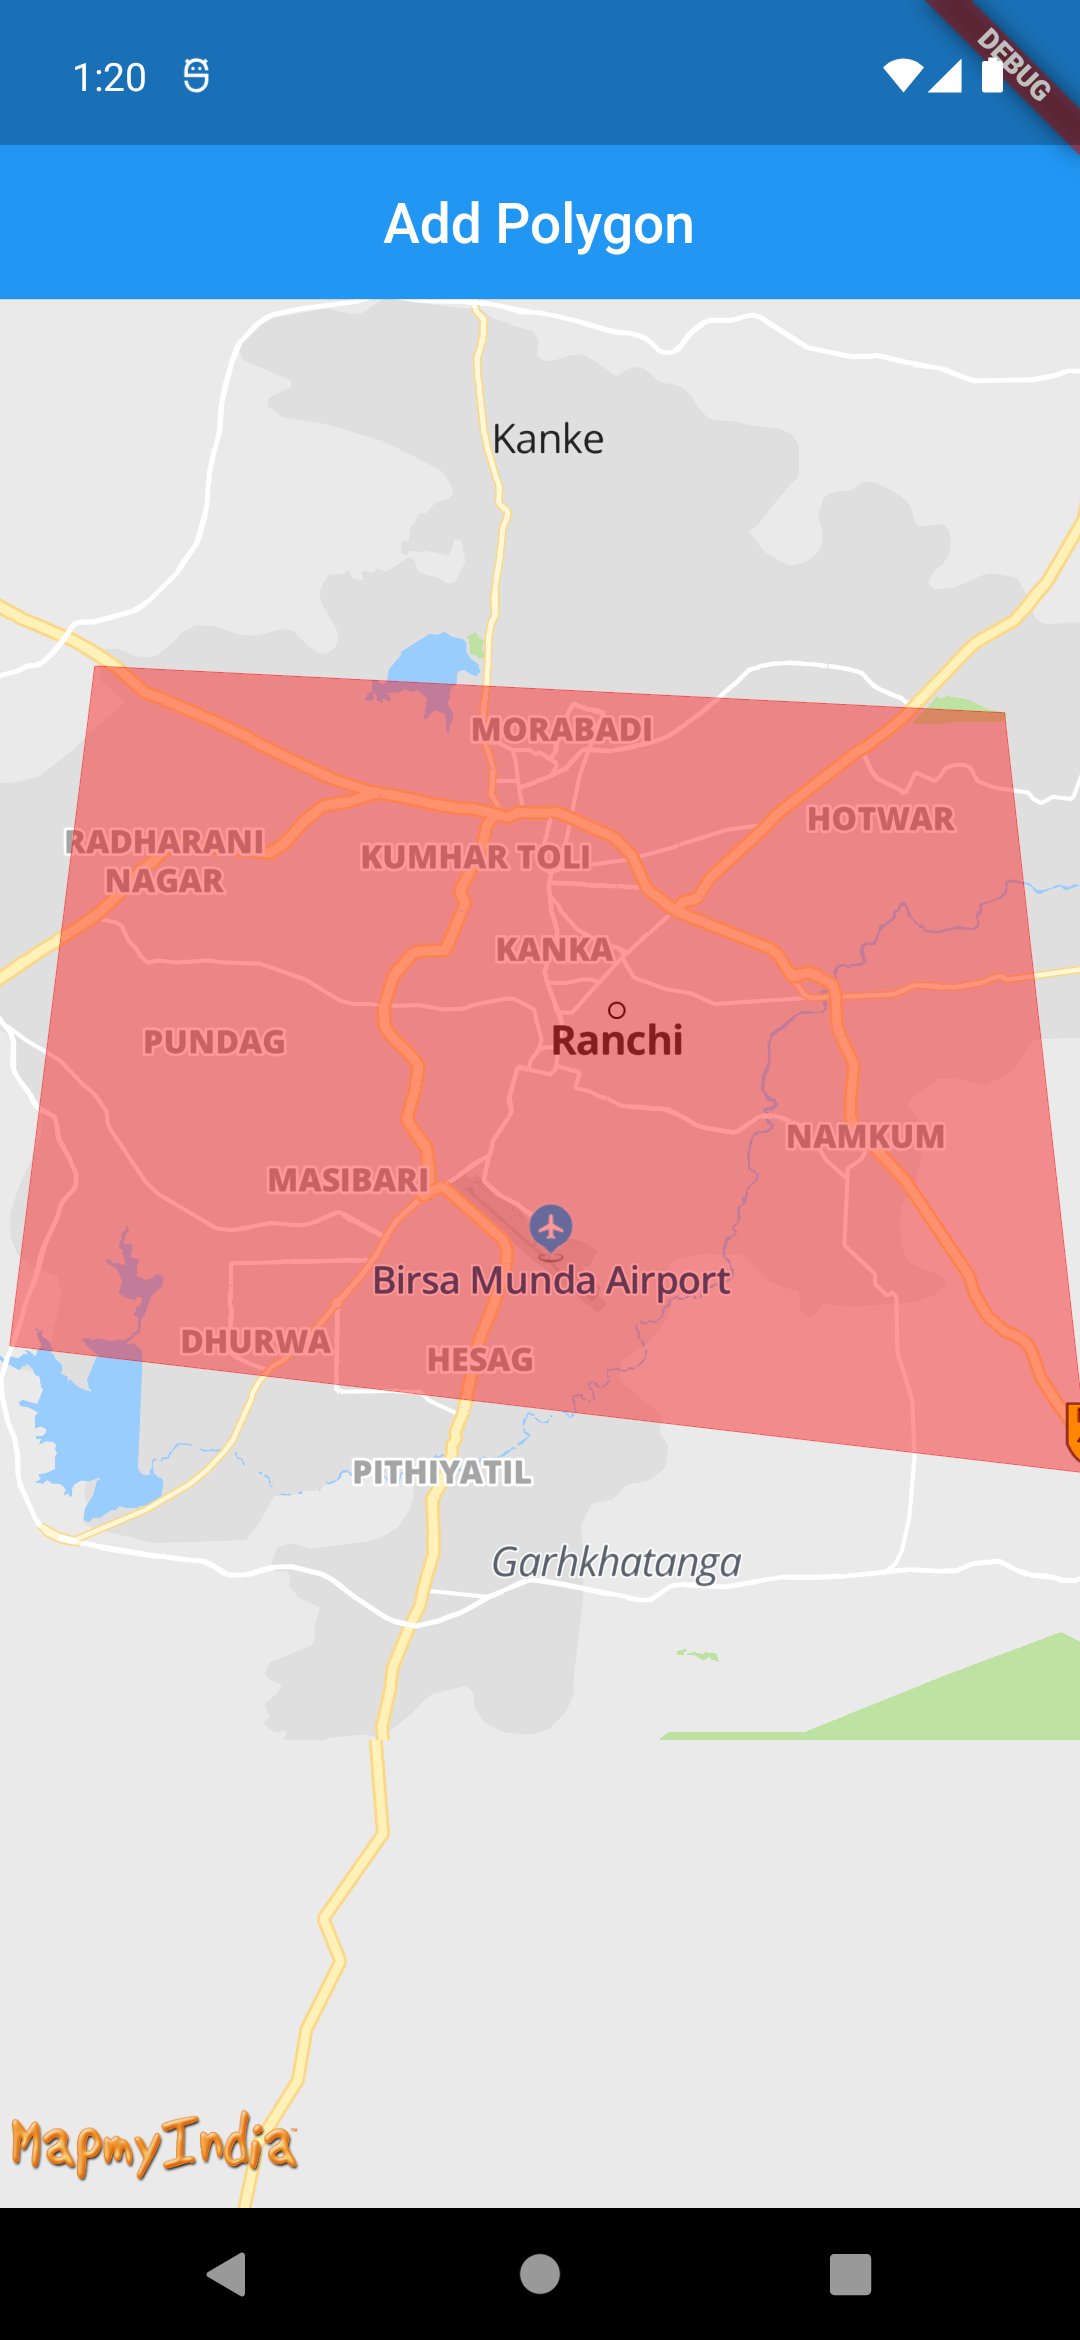 1:20
DEBUG
Add Polygon
Kanke
MORABADI
HOTWAR
RADHARANI
NAGAR
KUMHAR TOLI
KANKA
Ranchi
PUNDAG
NAMKUM
MASIBARI
Birsa Munda Airport
DHURWA
HESAG
PITHIYATIL
Garhkhatanga
MapmyIndia